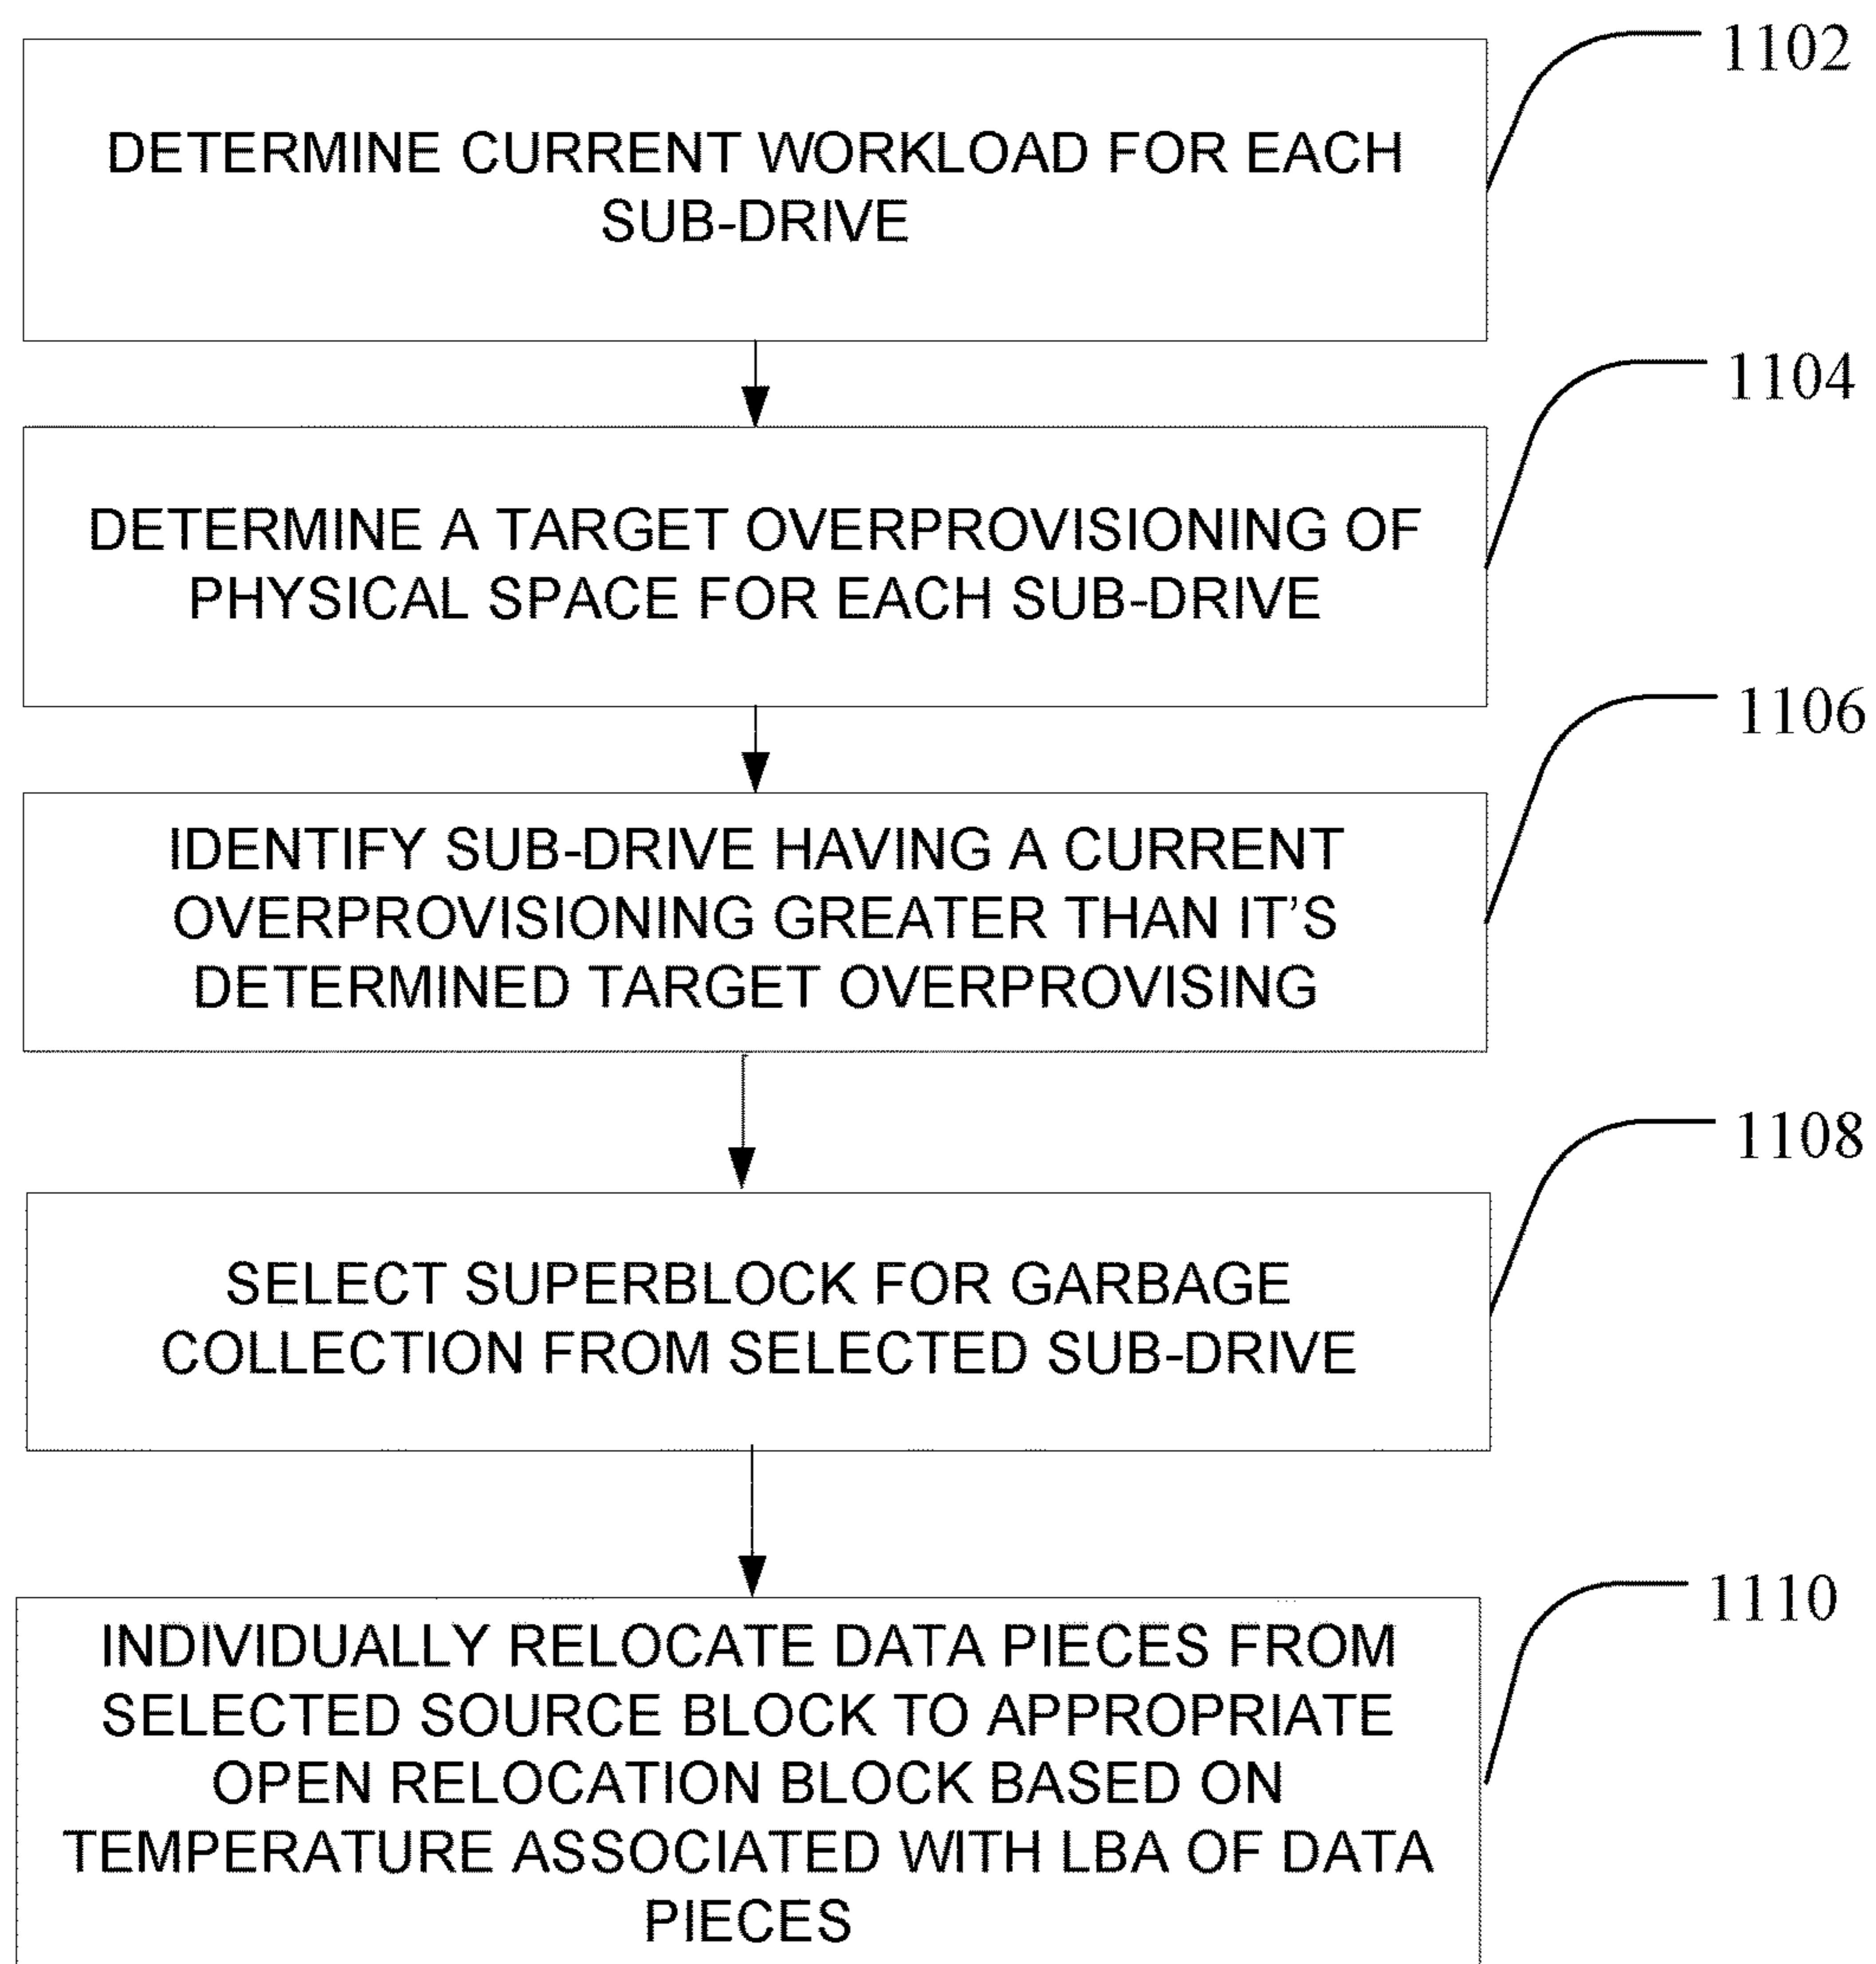 1102
DETERMINE CURRENT WORKLOAD FOR EACH
SUB-DRIVE
1104
DETERMINE A TARGET OVERPROVISIONING OF
PHYSICAL SPACE FOR EACH SUB-DRIVE
1106
IDENTIFY SUB-DRIVE HAVING A CURRENT
OVERPROVISIONING GREATER THAN IT’S
DETERMINED TARGET OVERPROVISING
1108
SELECT SUPERBLOCK FOR GARBAGE
COLLECTION FROM SELECTED SUB-DRIVE
1110
INDIVIDUALLY RELOCATE DATA PIECES FROM
SELECTED SOURCE BLOCK TO APPROPRIATE
OPEN RELOCATION BLOCK BASED ON
TEMPERATURE ASSOCIATED WITH LBA OF DATA
PIECES